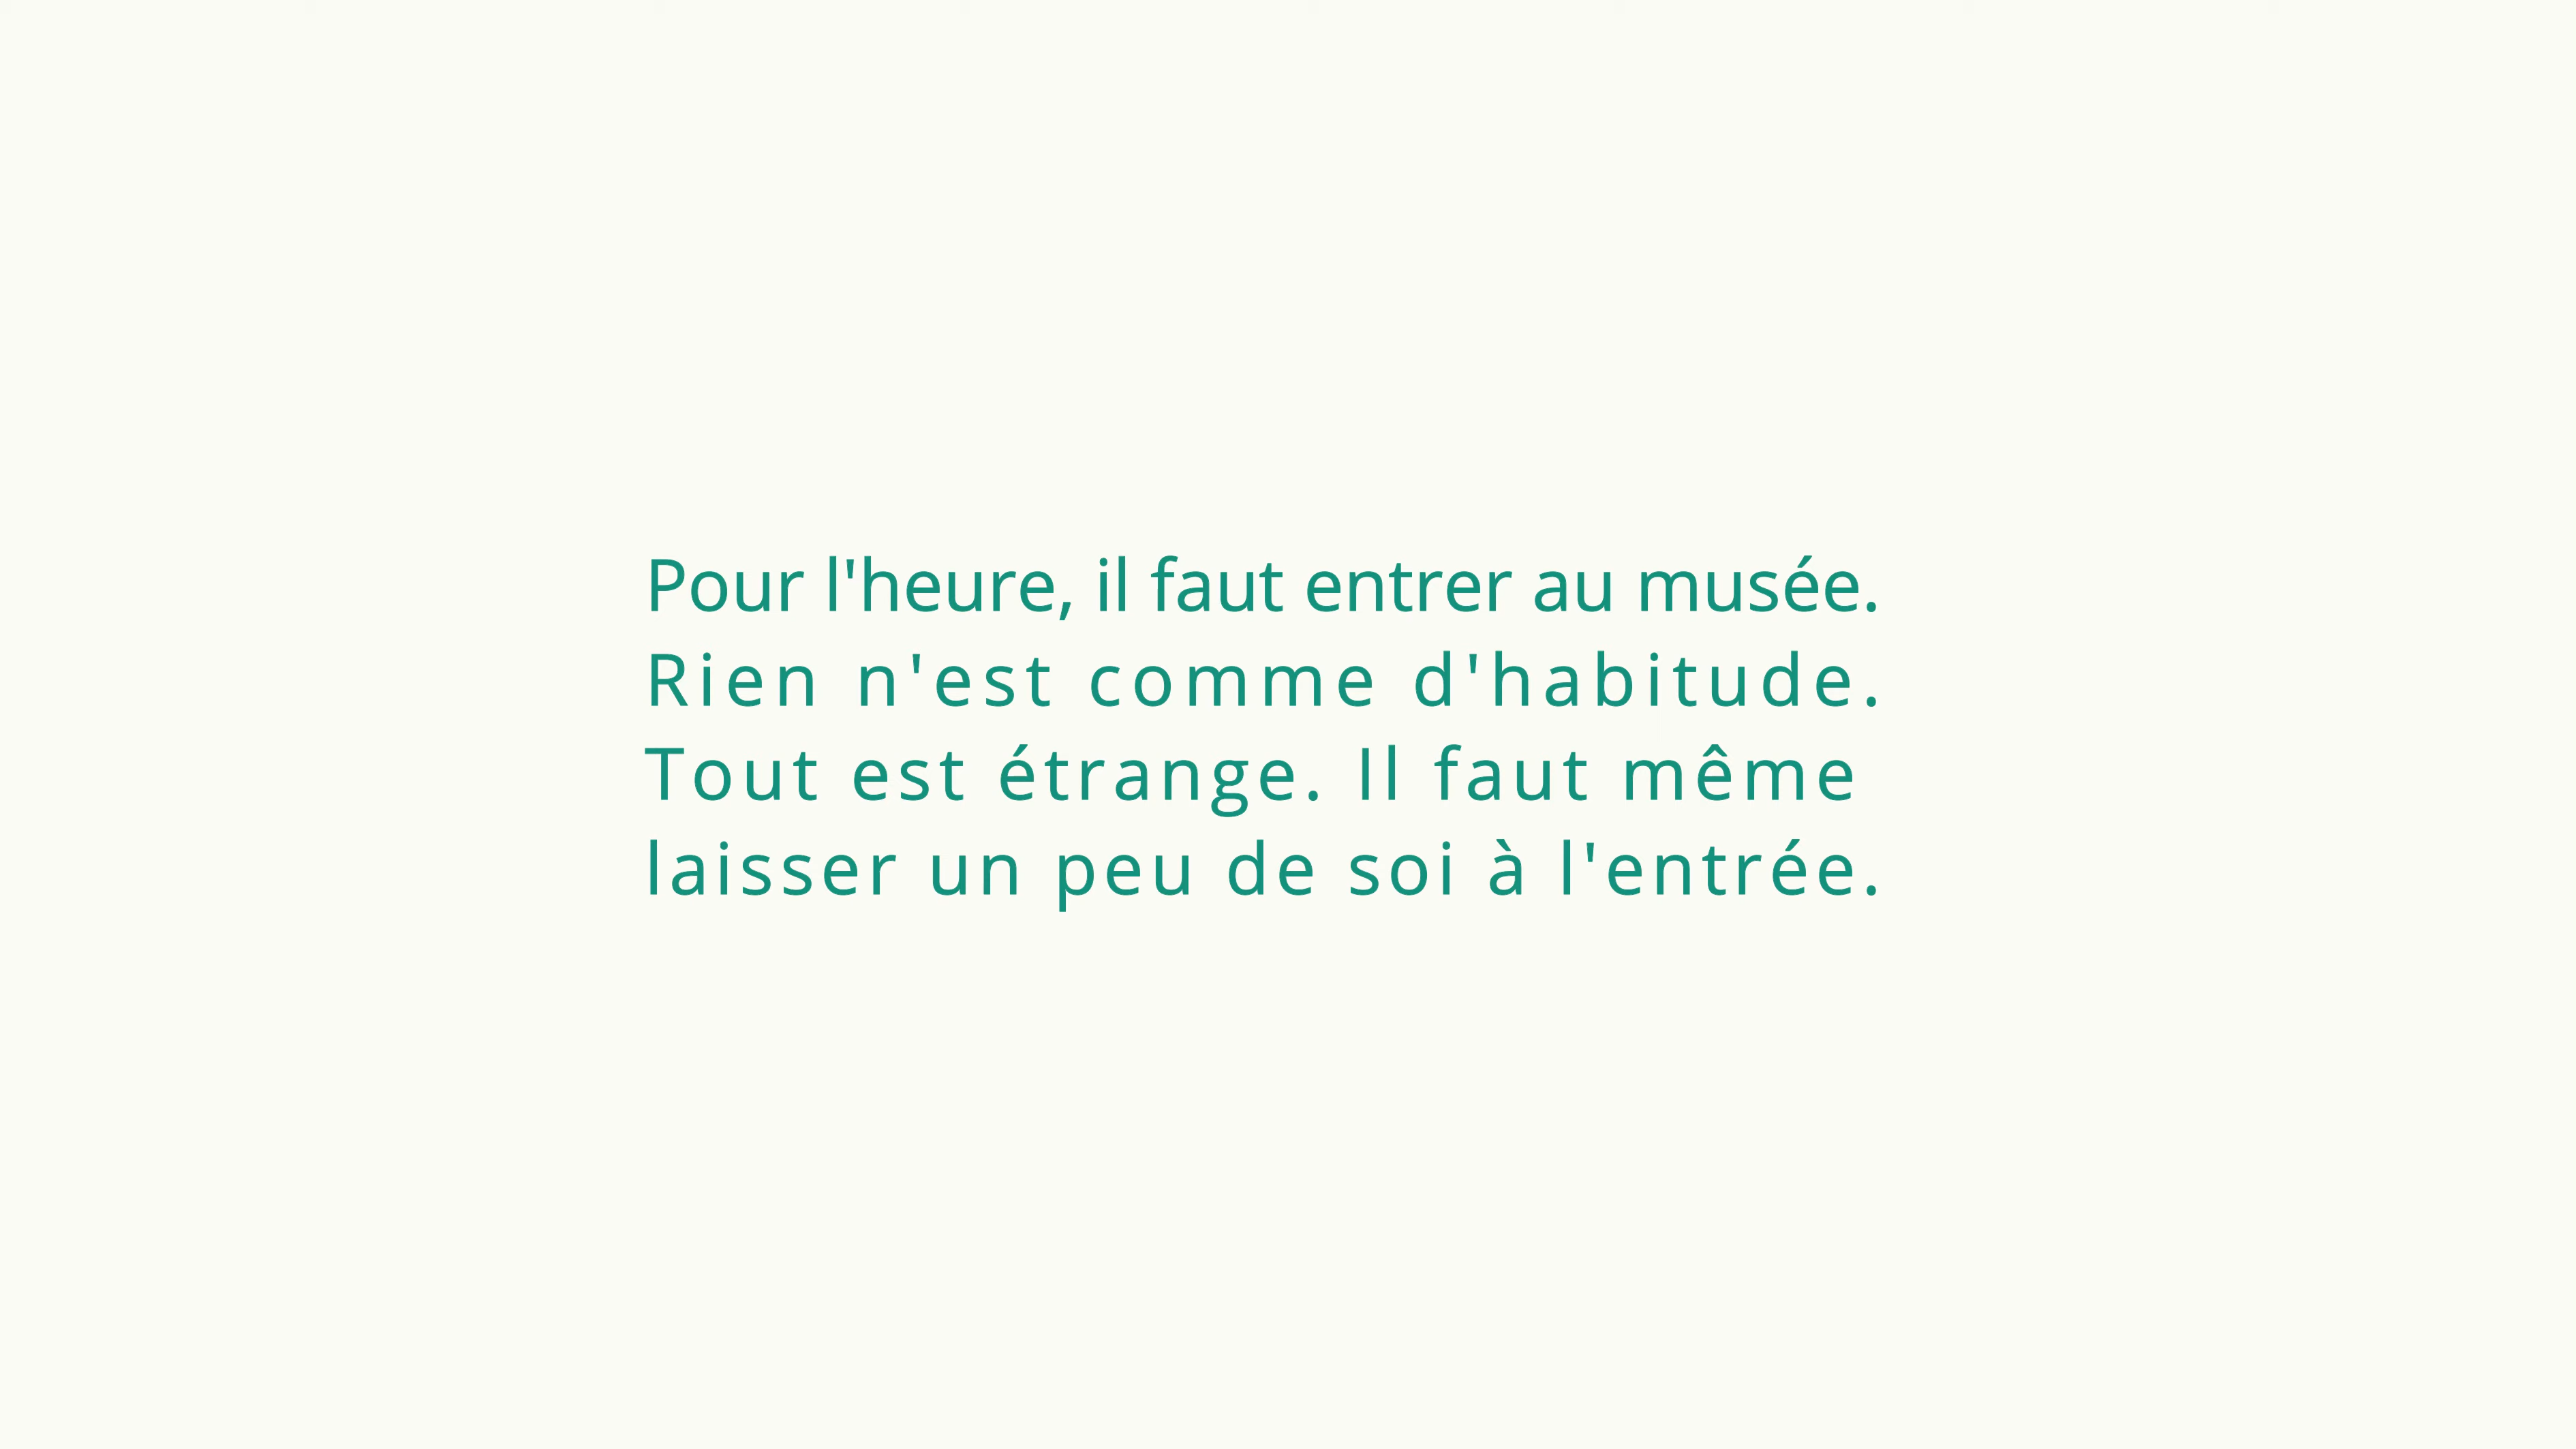 Pour l'heure, il faut entrer au musée.
Rien n'est comme d'habitude.
Tout est étrange. Il faut même
laisser un peu de soi à l'entrée.